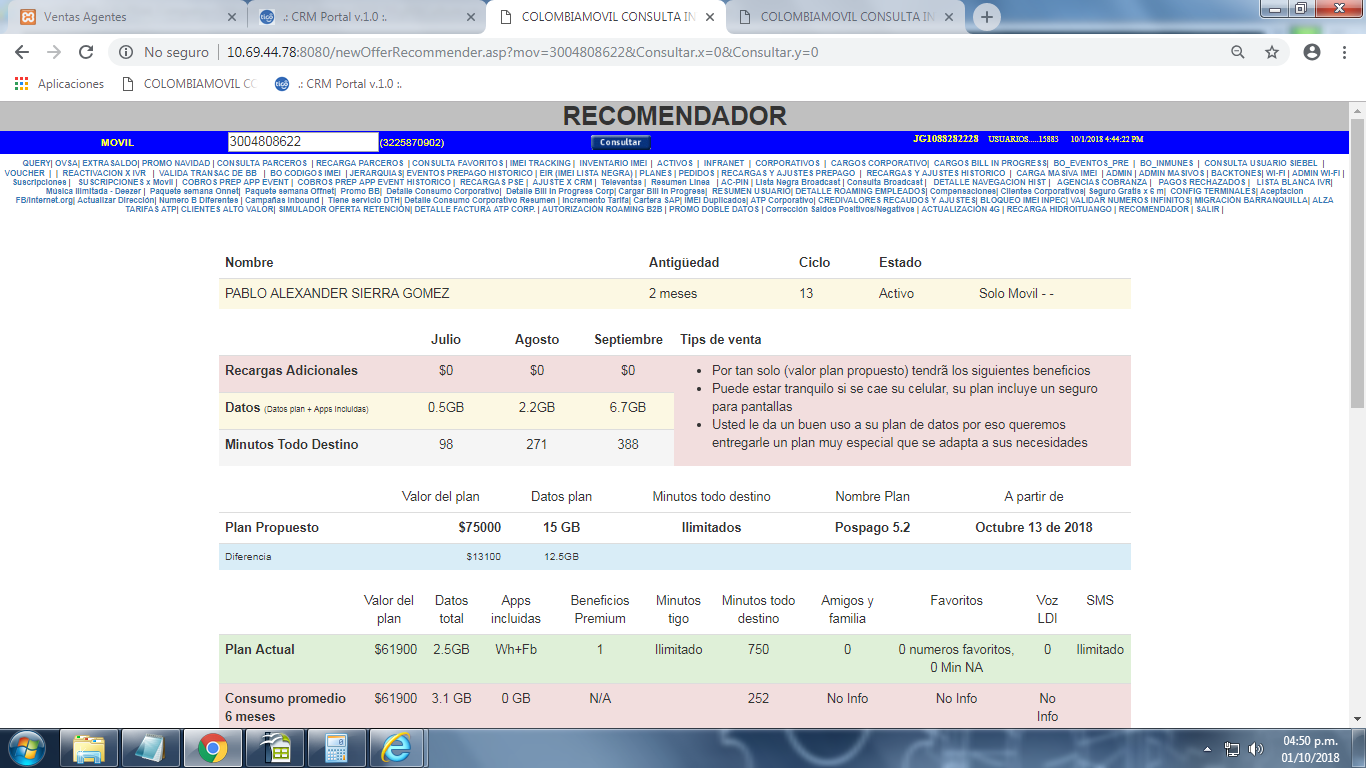 Ventas Agentes
.: CRM Portal v.1.0 :.
COLOMBIAMOVIL CONSULTA IN
COLOMBIAMOVIL CONSULTA IN
No seguro | 10.69.44.78:8080/newOfferRecommender.asp?mov=3004808622&Consultar.x=0&Consultar.y=0
Aplicaciones COLOMBIAMOVIL CO .: CRM Portal v.1.0 :.
RECOMENDADOR
MOVIL 3004808622 (3225870902) Consultar JG1088282228 USUARIOS.....15883 10/1/2018 4:44:22 PM
QUERY| OVSA| EXTRASALDO| PROMO NAVIDAD | CONSULTA PARCEROS | RECARGA PARCEROS | CONSULTA FAVORITOS | IMEI TRACKING | INVENTARIO IMEI | ACTIVOS | INFRANET | CORPORATIVOS | CARGOS CORPORATIVO| CARGOS BILL IN PROGRESS| BO_EVENTOS_PRE | BO_INMUNES | CONSULTA USUARIO SIEBEL |
VOUCHER | | REACTIVACION X IVR | VALIDA TRANSAC DE BB | BO CODIGOS IMEI | JERARQUIAS| EVENTOS PREPAGO HISTORICO | EIR (IMEI LISTA NEGRA) | PLANES | PEDIDOS | RECARGAS Y AJUSTES PREPAGO | RECARGAS Y AJUSTES HISTORICO | CARGA MASIVA IMEI | ADMIN | ADMIN MASIVOS | BACKTONES| WI-FI | ADMIN WI-FI |
Suscripciones | SUSCRIPCIONES x Movil | COBROS PREP APP EVENT | COBROS PREP APP EVENT HISTORICO | RECARGAS PSE | AJUSTE X CRM | Televentas | Resumen Linea | AC-PIN | Lista Negra Broadcast | Consulta Broadcast | DETALLE NAVEGACION HIST | AGENCIAS COBRANZA | PAGOS RECHAZADOS | LISTA BLANCA IVR|
Musica Ilimitada - Deezer | Paquete semana Onnet| Paquete semana Offnet| Promo BB| Detalle Consumo Corporativo| Detalle Bill In Progress Corp| Cargar Bill In Progress| RESUMEN USUARIO| DETALLE ROAMING EMPLEADOS| Compensaciones| Clientes Corporativos| Seguro Gratis x 6 m| CONFIG TERMINALES| Aceptacion
FB/Internet.org| Actualizar Dirección| Numero B Diferentes | Campañas Inbound | Tiene servicio DTH| Detalle Consumo Corporativo Resumen | Incremento Tarifa| Cartera SAP| IMEI Duplicados| ATP Corporativo| CREDIVALORES RECAUDOS Y AJUSTES| BLOQUEO IMEI INPEC| VALIDAR NUMEROS INFINITOS| MIGRACIÓN BARRANQUILLA| ALZA
TARIFAS ATP| CLIENTES ALTO VALOR| SIMULADOR OFERTA RETENCIÓN| DETALLE FACTURA ATP CORP. | AUTORIZACIÓN ROAMING B2B | PROMO DOBLE DATOS | Corrección Saldos Positivos/Negativos | ACTUALIZACIÓN 4G | RECARGA HIDROITUANGO | RECOMENDADOR | SALIR |
Nombre Antigüedad Ciclo Estado
PABLO ALEXANDER SIERRA GOMEZ 2 meses 13 Activo Solo Movil - -
Julio Agosto Septiembre Tips de venta
Recargas Adicionales $0 $0 $0
Datos (Datos plan + Apps Incluidas) 0.5GB 2.2GB 6.7GB
Minutos Todo Destino 98 271 388
• Por tan solo (valor plan propuesto) tendrã los siguientes beneficios
• Puede estar tranquilo si se cae su celular, su plan incluye un seguro
para pantallas
• Usted le da un buen uso a su plan de datos por eso queremos
entregarle un plan muy especial que se adapta a sus necesidades
Valor del plan Datos plan Minutos todo destino Nombre Plan A partir de
Plan Propuesto $75000 15 GB Ilimitados Pospago 5.2 Octubre 13 de 2018
Diferencia $13100 12.5GB
Valor del plan Datos total Apps incluidas Beneficios Premium Minutos tigo Minutos todo destino Amigos y familia Favoritos Voz LDI SMS
Plan Actual $61900 2.5GB Wh+Fb 1 Ilimitado 750 0 0 numeros favoritos, 0 Min NA 0 Ilimitado
Consumo promedio 6 meses $61900 3.1 GB 0 GB N/A 252 No Info No Info No Info
04:50 p.m.
01/10/2018